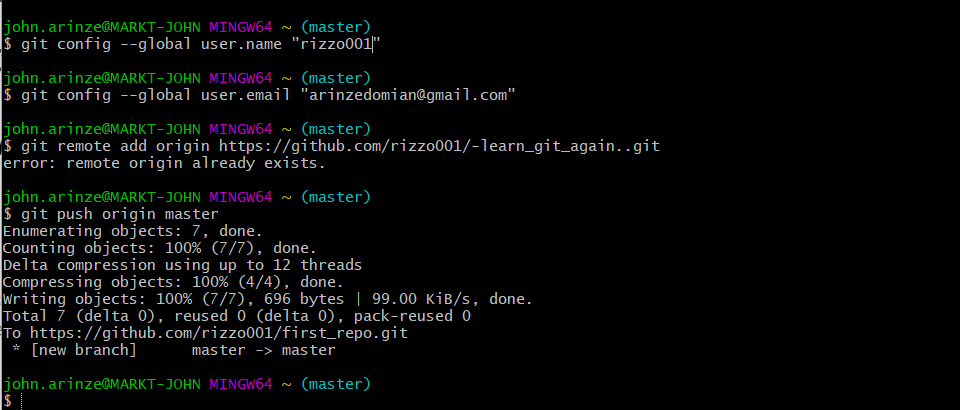 john.arinze@MARKT-JOHN MINGW64 ~ (master)
$ git config --global user.name "rizzo001"
john.arinze@MARKT-JOHN MINGW64 ~ (master)
$ git config --global user.email "arinzedomian@gmail.com"
john.arinze@MARKT-JOHN MINGW64 ~ (master)
$ git remote add origin https://github.com/rizzo001/-learn_git_again..git
error: remote origin already exists.
john.arinze@MARKT-JOHN MINGW64 ~ (master)
$ git push origin master
Enumerating objects: 7, done.
Counting objects: 100% (7/7), done.
Delta compression using up to 12 threads
Compressing objects: 100% (4/4), done.
Writing objects: 100% (7/7), 696 bytes | 99.00 KiB/s, done.
Total 7 (delta 0), reused 0 (delta 0), pack-reused 0
To https://github.com/rizzo001/first_repo.git
 * [new branch]      master -> master
john.arinze@MARKT-JOHN MINGW64 ~ (master)
$